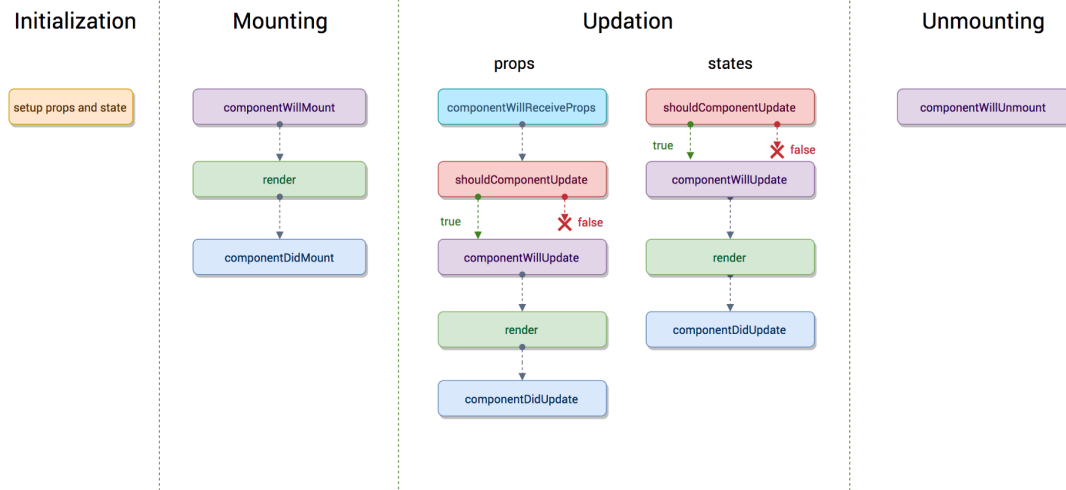 Initialization
Mounting
Updation
Unmounting
props
states
setup props and state
componentWillMount
render
componentDidMount
componentWillReceiveProps
shouldComponentUpdate
true
false
componentWillUpdate
render
componentDidUpdate
shouldComponentUpdate
true
false
componentWillUpdate
render
componentDidUpdate
componentWillUnmount